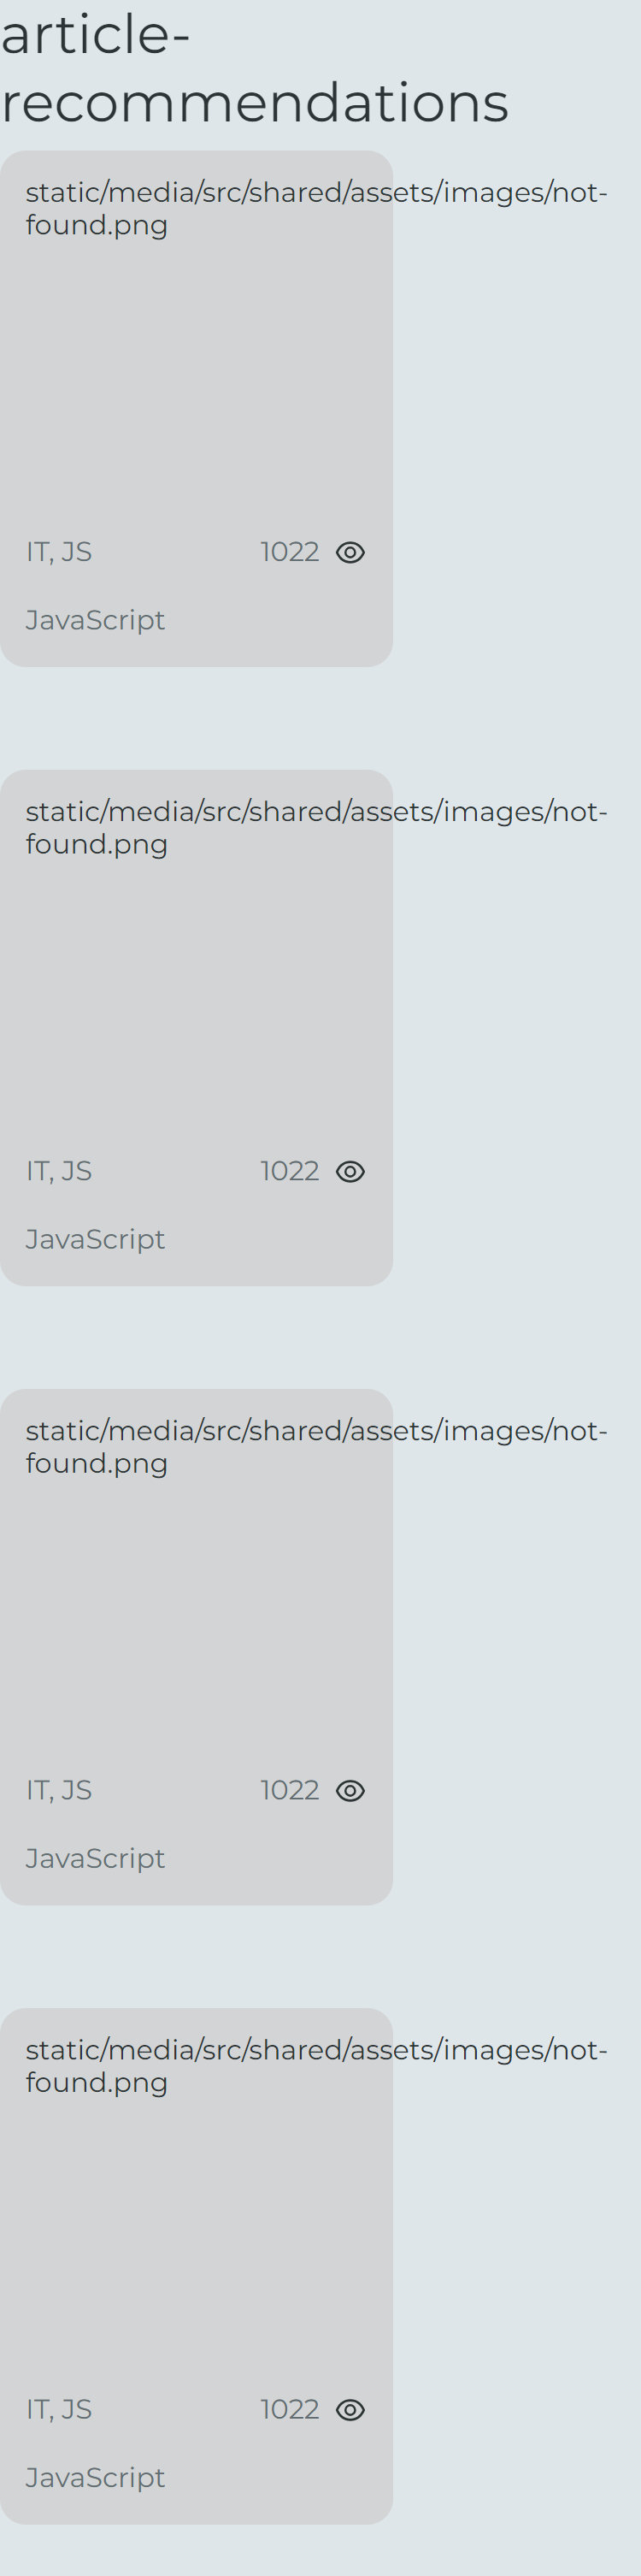 article-
recommendations
static/media/src/shared/assets/images/not-
found.png
IT, JS 1022
JavaScript
static/media/src/shared/assets/images/not-
found.png
IT, JS 1022
JavaScript
static/media/src/shared/assets/images/not-
found.png
IT, JS 1022
JavaScript
static/media/src/shared/assets/images/not-
found.png
IT, JS 1022
JavaScript